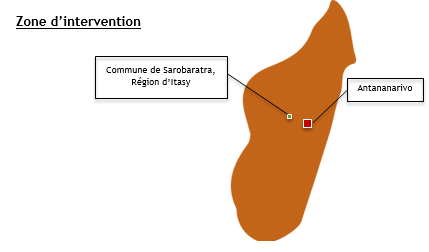 Zone d’intervention
Commune de Sarobaratra,
Région d’Itasy
Antananarivo